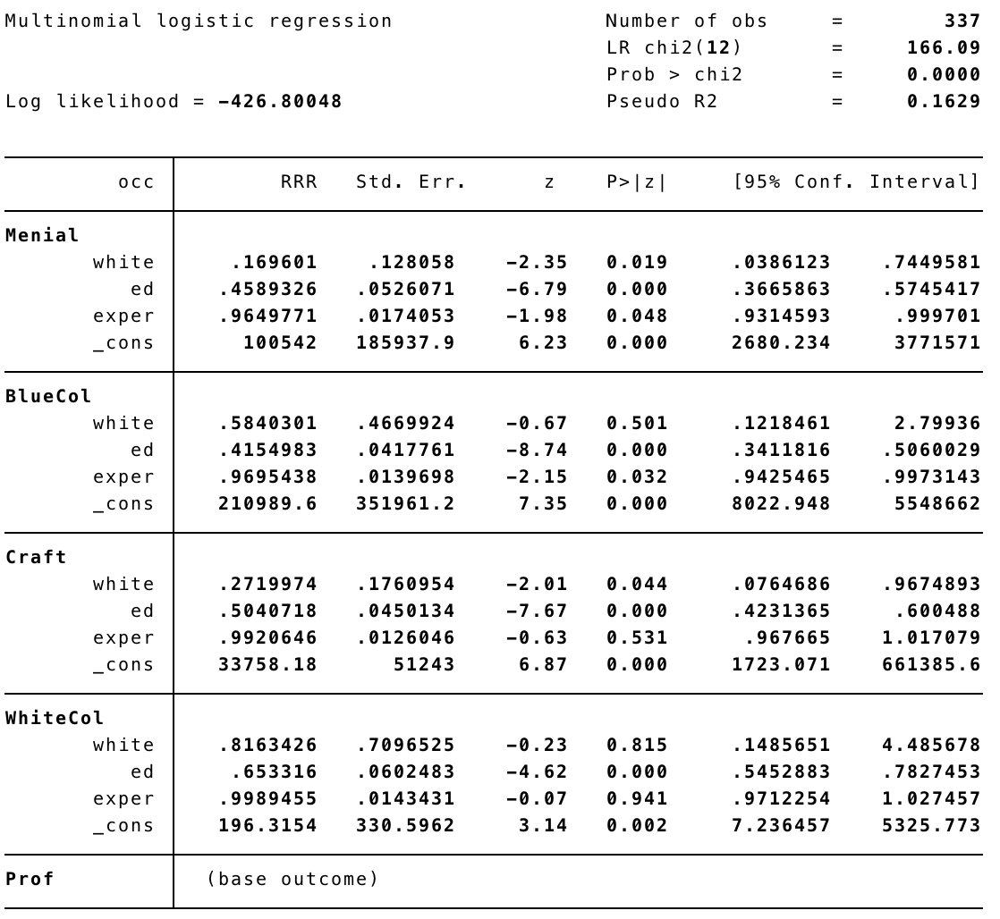 Multinomial logistic regression Number of obs = 337
LR chi2(12) = 166.09
Prob > chi2 = 0.0000
Log likelihood = -426.80048 Pseudo R2 = 0.1629
occ RRR Std. Err. z P>|z| [95% Conf. Interval]
Menial
white .169601 .128058 -2.35 0.019 .0386123 .7449581
ed .4589326 .0526071 -6.79 0.000 .3665863 .5745417
exper .9649771 .0174053 -1.98 0.048 .9314593 .999701
_cons 100542 185937.9 6.23 0.000 2680.234 3771571
BlueCol
white .5840301 .4669924 -0.67 0.501 .1218461 2.79936
ed .4154983 .0417761 -8.74 0.000 .3411816 .5060029
exper .9695438 .0139698 -2.15 0.032 .9425465 .9973143
_cons 210989.6 351961.2 7.35 0.000 8022.948 5548662
Craft
white .2719974 .1760954 -2.01 0.044 .0764686 .9674893
ed .5040718 .0450134 -7.67 0.000 .4231365 .600488
exper .9920646 .0126046 -0.63 0.531 .967665 1.017079
_cons 33758.18 51243 6.87 0.000 1723.071 661385.6
WhiteCol
white .8163426 .7096525 -0.23 0.815 .1485651 4.485678
ed .653316 .0602483 -4.62 0.000 .5452883 .7827453
exper .9989455 .0143431 -0.07 0.941 .9712254 1.027457
_cons 196.3154 330.5962 3.14 0.002 7.236457 5325.773
Prof (base outcome)